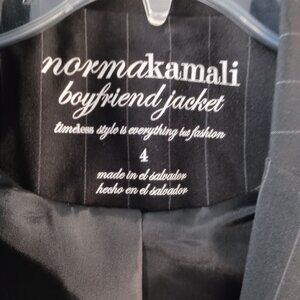 normakamali
boyfriend jacket
timeless style is everything but fashion
4
made in el salvador
hecho en el salvador